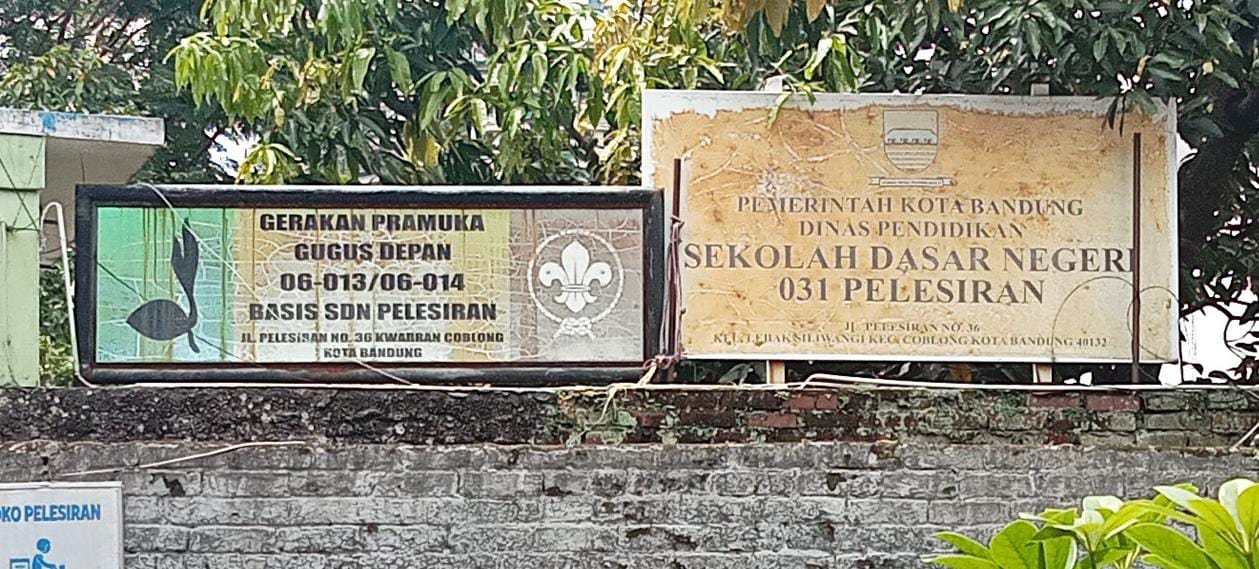 GERAKAN PRAMUKA
GUGUS DEPAN
06-013/06-014
BASIS SDN PELESIRAN
JL. PELESIRAN NO. 36 KWARRAN COBLONG
KOTA BANDUNG
PEMERINTAH KOTA BANDUNG
DINAS PENDIDIKAN
SEKOLAH DASAR NEGERI
031 PELESIRAN
JL. PELESIRAN NO. 36
KEL. LEBAK SILIWANGI KEC. COBLONG KOTA BANDUNG 40132
OKO PELESIRAN